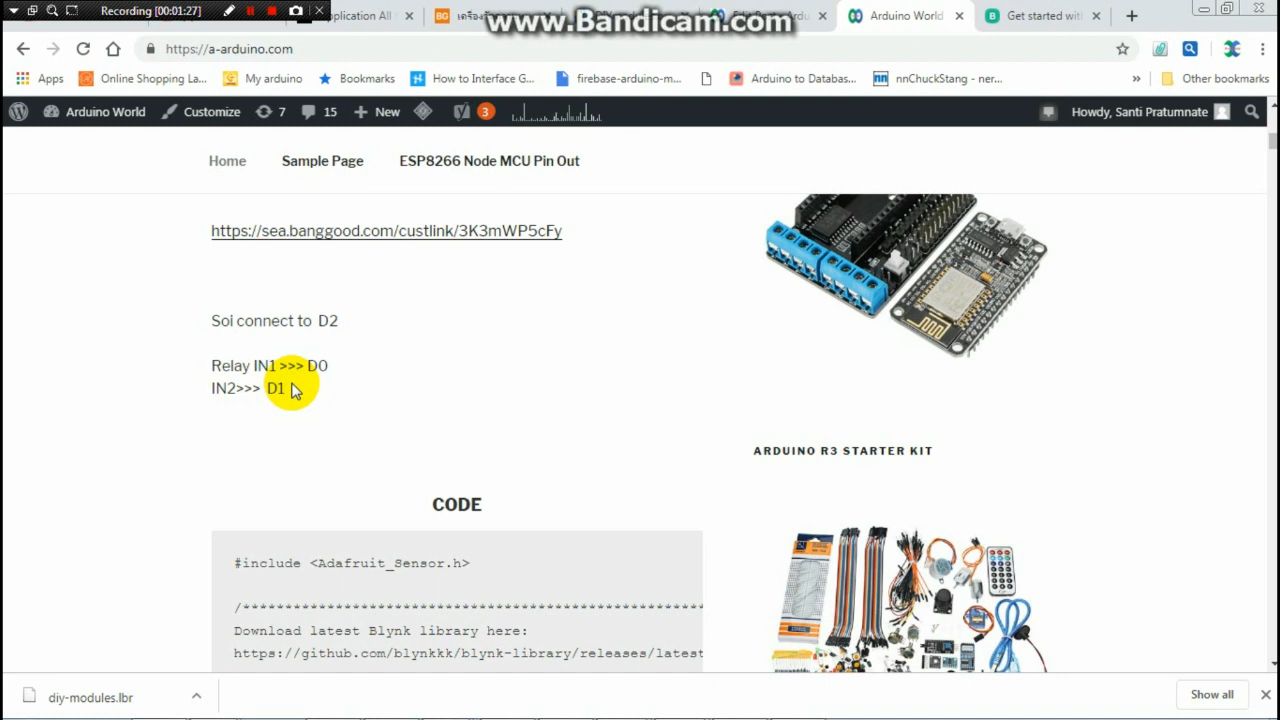 Recording [00:01:27]
www.Bandicam.com
pplication All
BG
Arduino World
Get started wit
https://a-arduino.com
Apps
Online Shopping La...
My arduino
Bookmarks
How to Interface G...
firebase-arduino-m...
Arduino to Databas...
nn
nnChuckStang - ner...
»
Other bookmarks
Arduino World
Customize
7
15
New
3
Howdy, Santi Pratumnate
Home
Sample Page
ESP8266 Node MCU Pin Out
https://sea.banggood.com/custlink/3K3mWP5cFy
Soi connect to D2
Relay IN1 >>> D0
IN2>>> D1
ARDUINO R3 STARTER KIT
CODE
#include <Adafruit_Sensor.h>
/*******************************************************
Download latest Blynk library here:
https://github.com/blynkkk/blynk-library/releases/latest
diy-modules.lbr
Show all